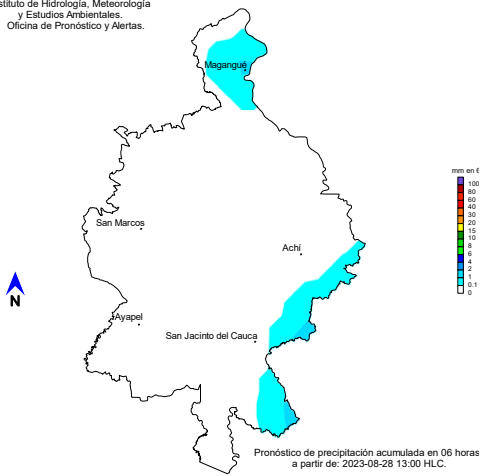 stituto de Hidrología, Meteorología
y Estudios Ambientales.
Oficina de Pronóstico y Alertas.
Magangué
mm en 6
100
80
60
40
30
20
15
10
8
6
4
2
1
0.1
0
San Marcos
Achí
N
Ayapel
San Jacinto del Cauca
Pronóstico de precipitación acumulada en 06 horas
a partir de: 2023-08-28 13:00 HLC.